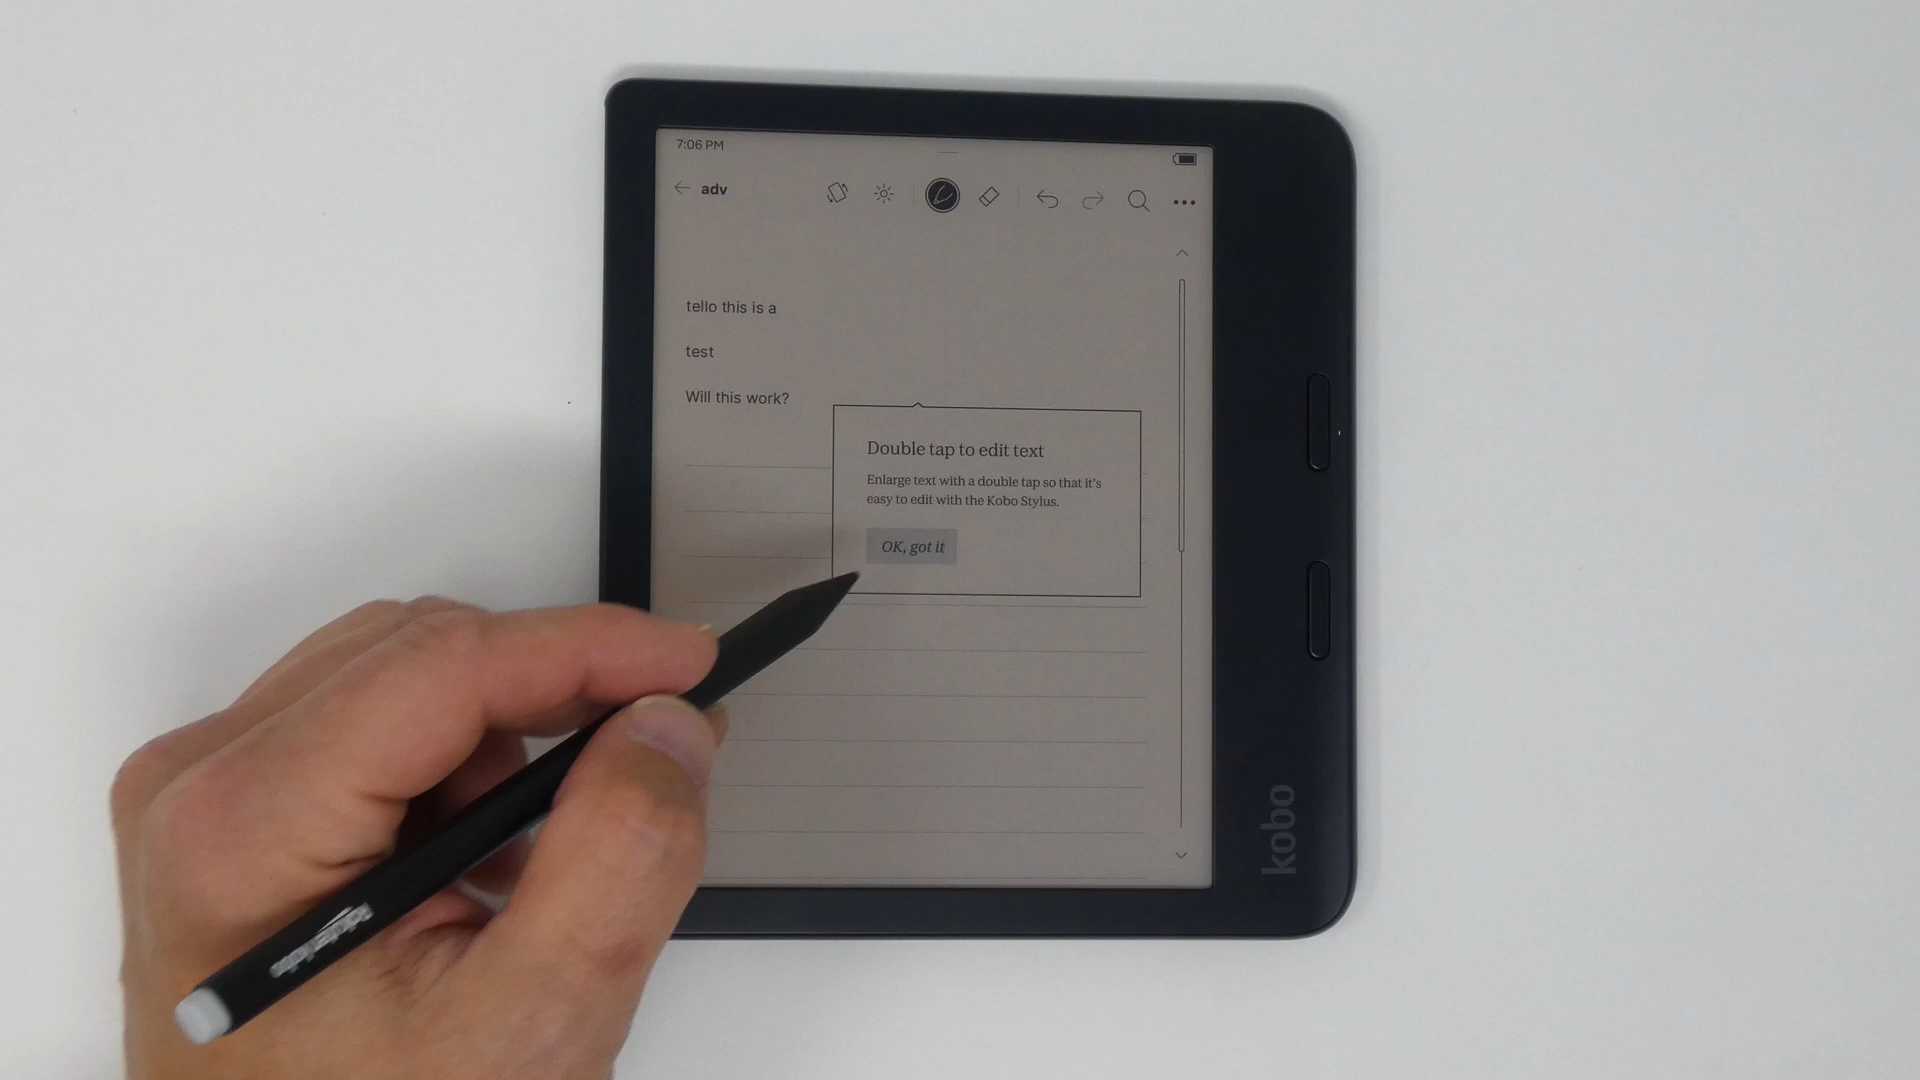 7:06 PM
adv
tello this is a
test
Will this work?
Double tap to edit text
Enlarge text with a double tap so that it's
easy to edit with the Kobo Stylus.
OK, got it
kobo